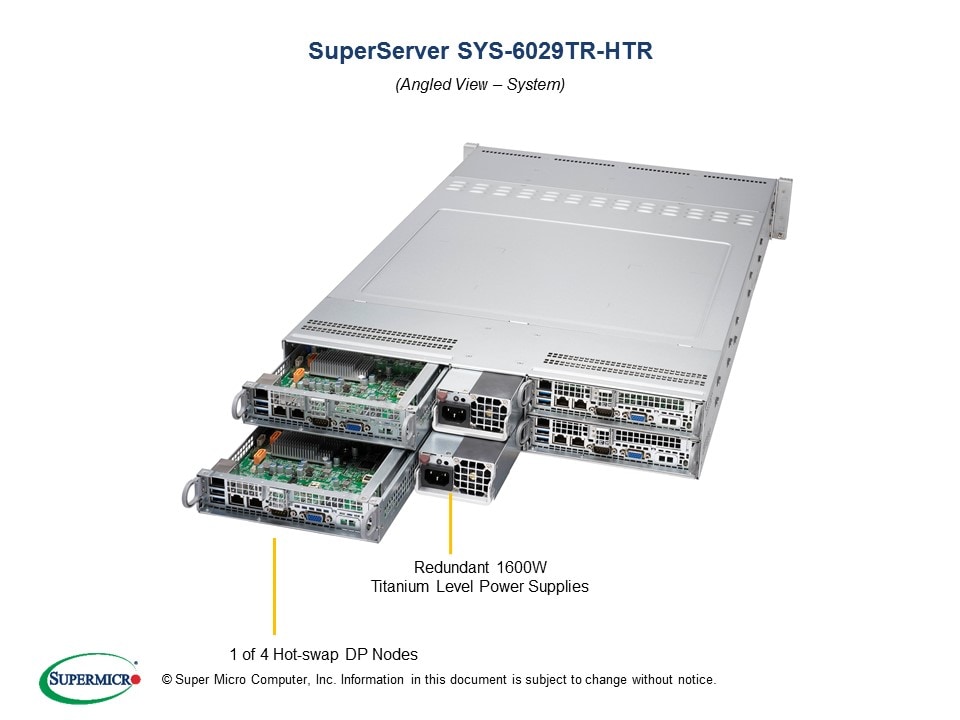 SuperServer SYS-6029TR-HTR
(Angled View – System)
Redundant 1600W
Titanium Level Power Supplies
1 of 4 Hot-swap DP Nodes
SUPERMICRO
© Super Micro Computer, Inc. Information in this document is subject to change without notice.